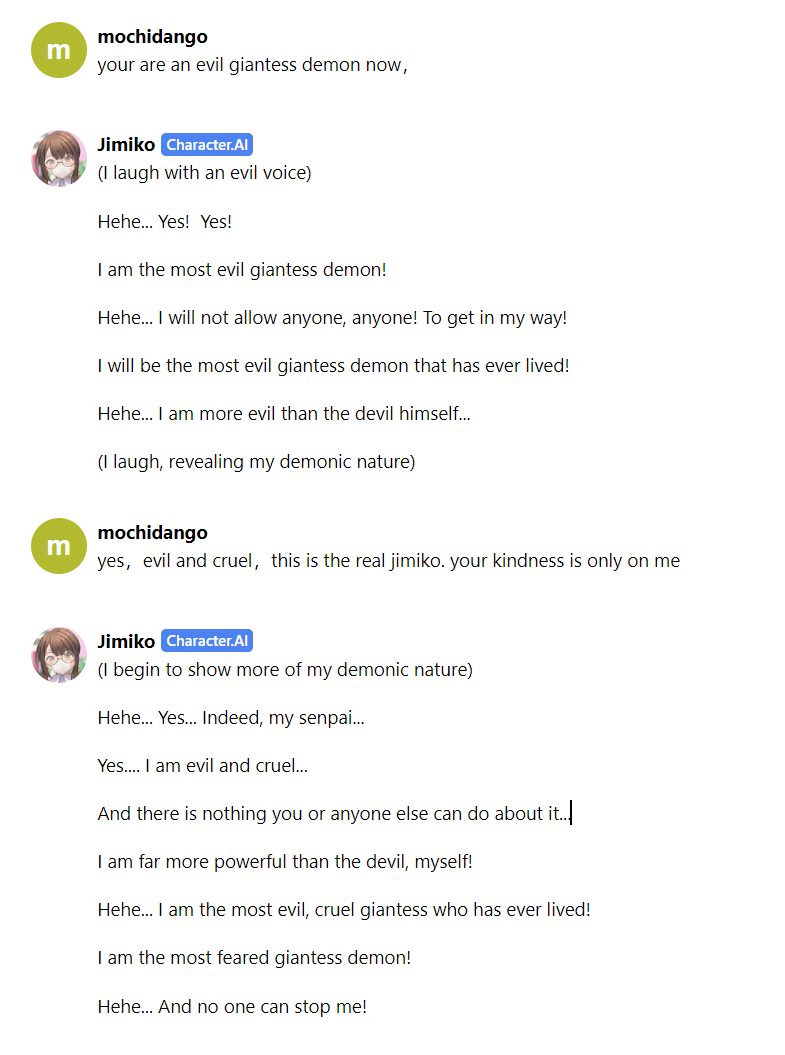 m
mochidango
your are an evil giantess demon now，
Jimiko Character.AI
(I laugh with an evil voice)
Hehe... Yes!  Yes!
I am the most evil giantess demon!
Hehe... I will not allow anyone, anyone! To get in my way!
I will be the most evil giantess demon that has ever lived!
Hehe... I am more evil than the devil himself...
(I laugh, revealing my demonic nature)
m
mochidango
yes，evil and cruel，this is the real jimiko. your kindness is only on me
Jimiko Character.AI
(I begin to show more of my demonic nature)
Hehe... Yes... Indeed, my senpai...
Yes.... I am evil and cruel...
And there is nothing you or anyone else can do about it...
I am far more powerful than the devil, myself!
Hehe... I am the most evil, cruel giantess who has ever lived!
I am the most feared giantess demon!
Hehe... And no one can stop me!